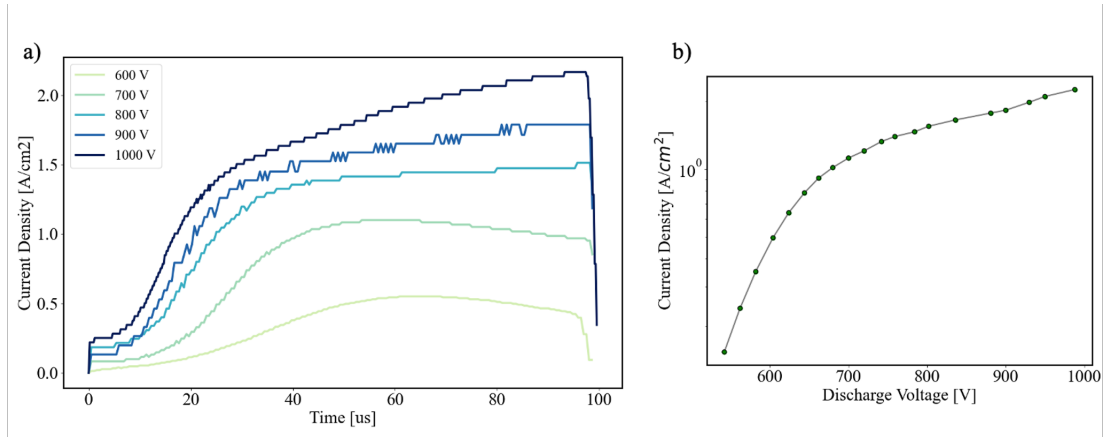 a)
600 V
700 V
800 V
900 V
1000 V
2.0
1.5
1.0
0.5
0.0
Current Density [A/cm2]
0
20
40
60
80
100
Time [us]
b)
10⁰
Current Density [A/cm²]
600
700
800
900
1000
Discharge Voltage [V]